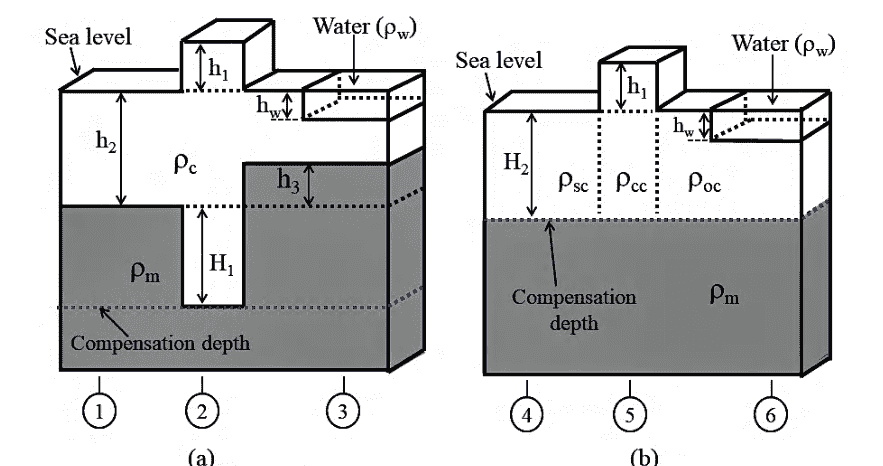 Sea level
Water (ρw)
h1
hw
h2
ρc
h3
ρm
H1
Compensation depth
1
2
3
(a)
Sea level
Water (ρw)
h1
hw
H2
ρsc
ρcc
ρoc
Compensation
depth
ρm
4
5
6
(b)